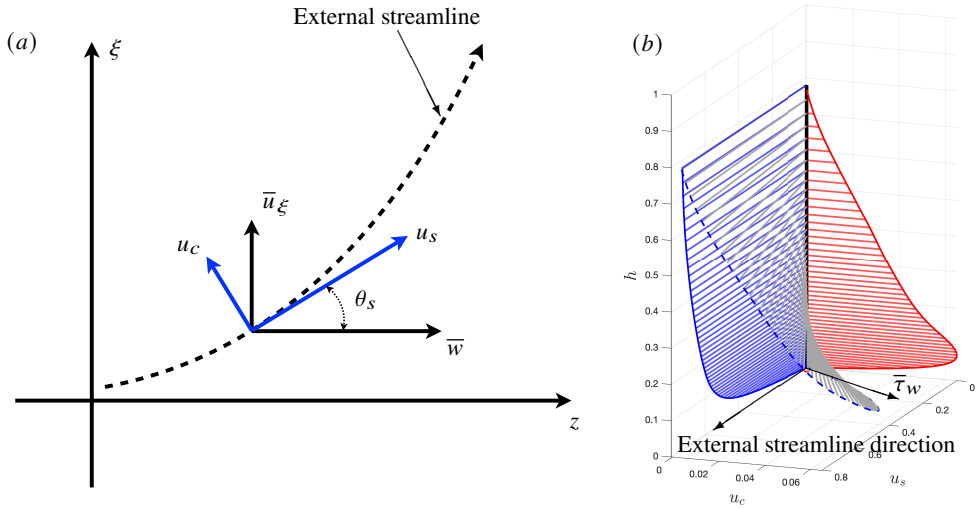 External streamline
(a)
ξ
(b)
u̅_ξ
u_c
u_s
θ_s
w̅
z
1
0.9
0.8
0.7
0.6
0.5
0.4
0.3
0.2
0.1
0
h
τ̅_w
0
0.2
0.4
0.6
0.8
u_s
External streamline direction
0
0.02
0.04
0.06
u_c